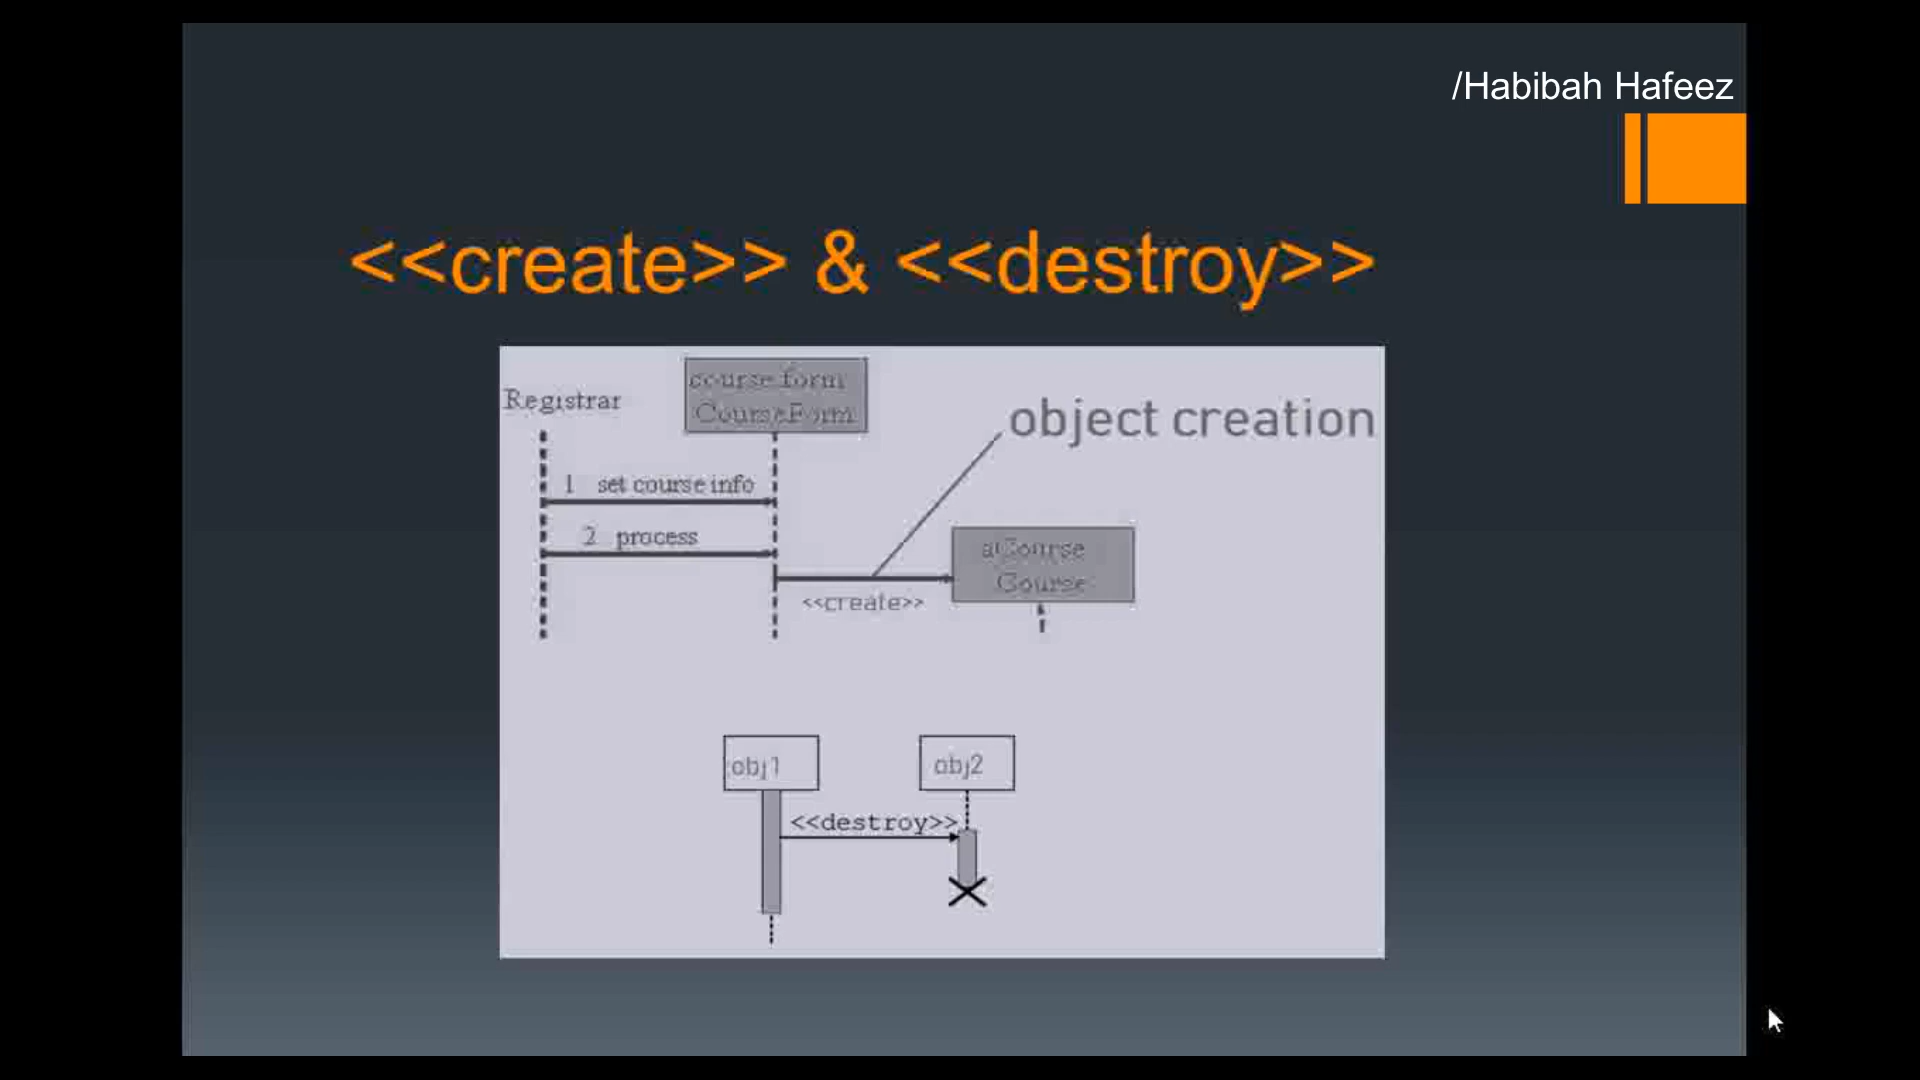 /Habibah Hafeez
<<create>> & <<destroy>>
course form
CourseForm
Registrar
object creation
1 set course info
2 process
aCourse
Course
<<create>>
obj1
obj2
<<destroy>>